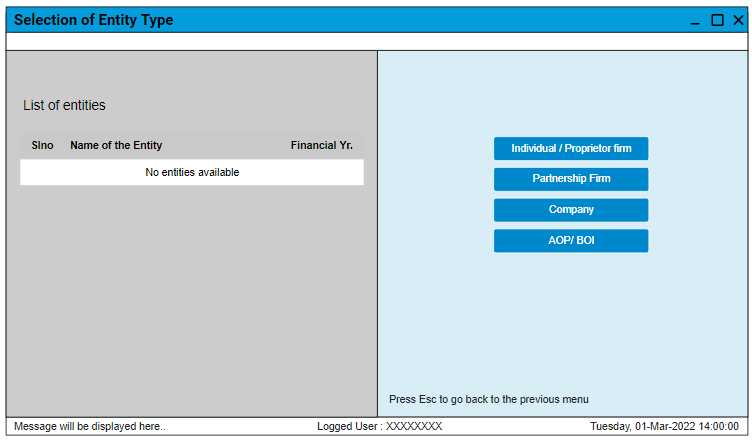 Selection of Entity Type
List of entities
Slno Name of the Entity Financial Yr.
No entities available
Individual / Proprietor firm
Partnership Firm
Company
AOP/ BOI
Press Esc to go back to the previous menu
Message will be displayed here.. Logged User : XXXXXXXX Tuesday, 01-Mar-2022 14:00:00